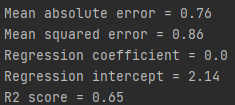 Mean absolute error = 0.76
Mean squared error = 0.86
Regression coefficient = 0.0
Regression intercept = 2.14
R2 score = 0.65